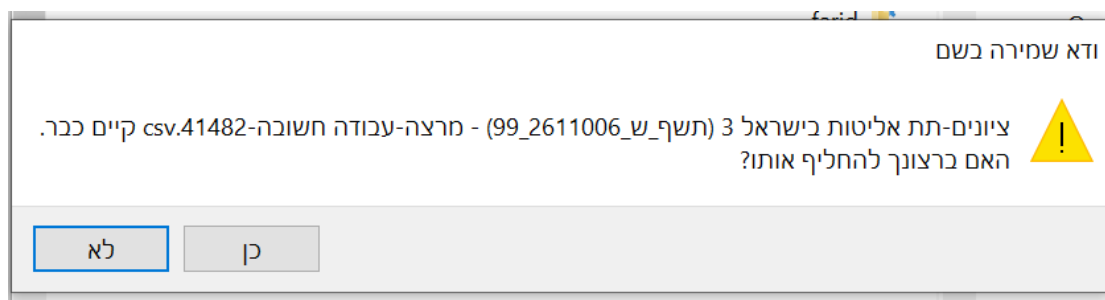 farid
ודא שמירה בשם
ציונים-תת אליטות בישראל 3 (תשף_ש_2611006_99) - מרצה-עבודה חשובה-41482.csv קיים כבר.
האם ברצונך להחליף אותו?
כן
לא